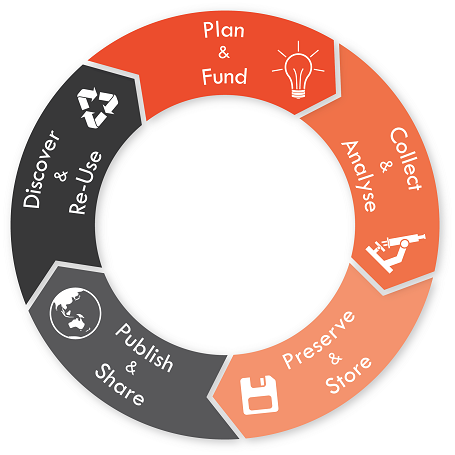 Plan
&
Fund
Collect
&
Analyse
Preserve
&
Store
Publish
&
Share
Discover
&
Re-Use